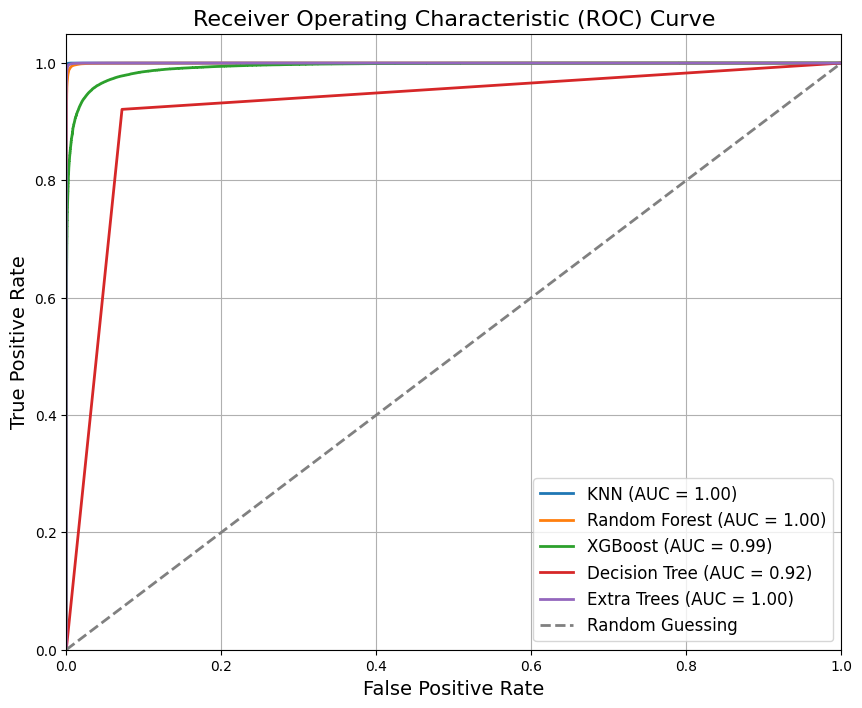 Receiver Operating Characteristic (ROC) Curve
True Positive Rate
1.0
0.8
0.6
0.4
0.2
0.0
KNN (AUC = 1.00)
Random Forest (AUC = 1.00)
XGBoost (AUC = 0.99)
Decision Tree (AUC = 0.92)
Extra Trees (AUC = 1.00)
Random Guessing
0.0 0.2 0.4 0.6 0.8 1.0
False Positive Rate